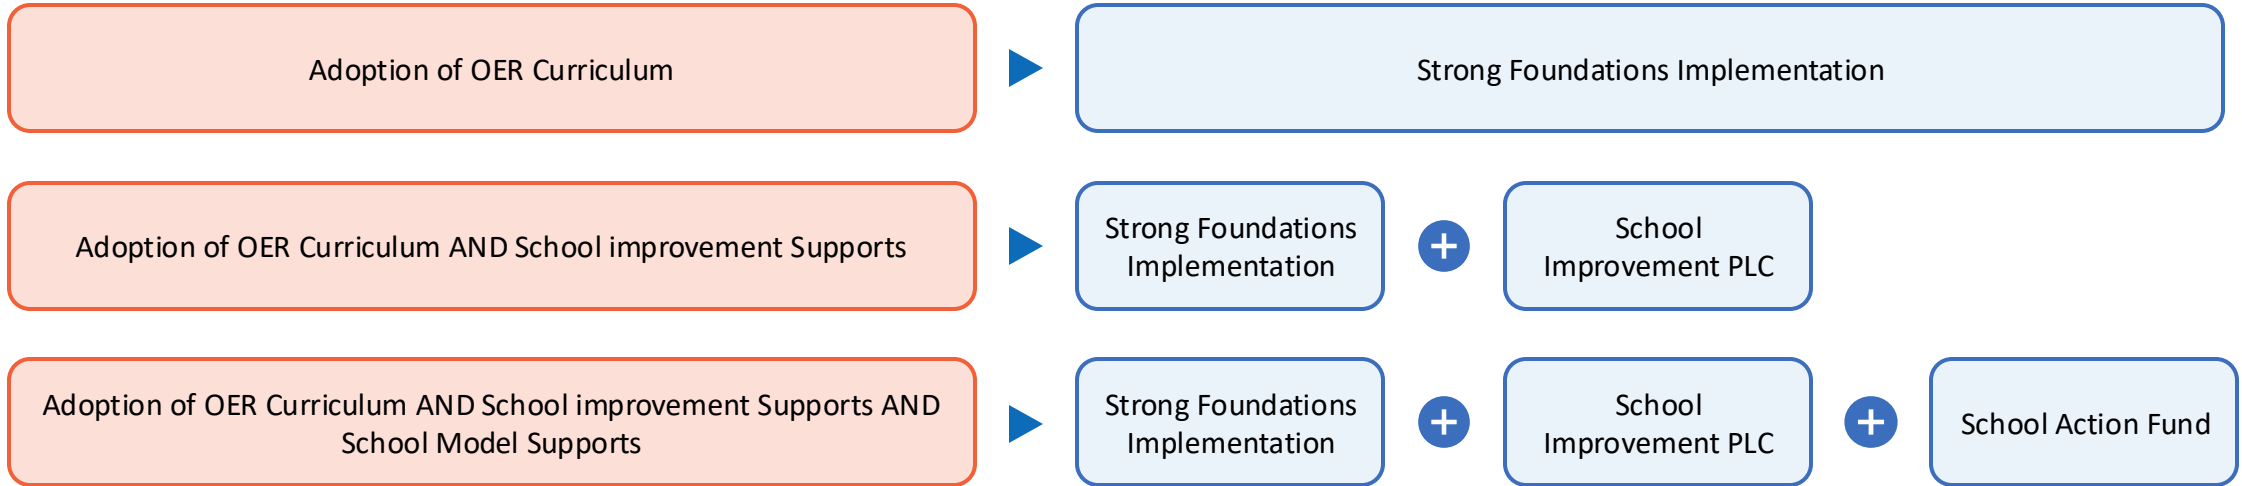 Adoption of OER Curriculum
Strong Foundations Implementation
Adoption of OER Curriculum AND School improvement Supports
Strong Foundations
Implementation
School
Improvement PLC
Adoption of OER Curriculum AND School improvement Supports AND
School Model Supports
Strong Foundations
Implementation
School
Improvement PLC
School Action Fund